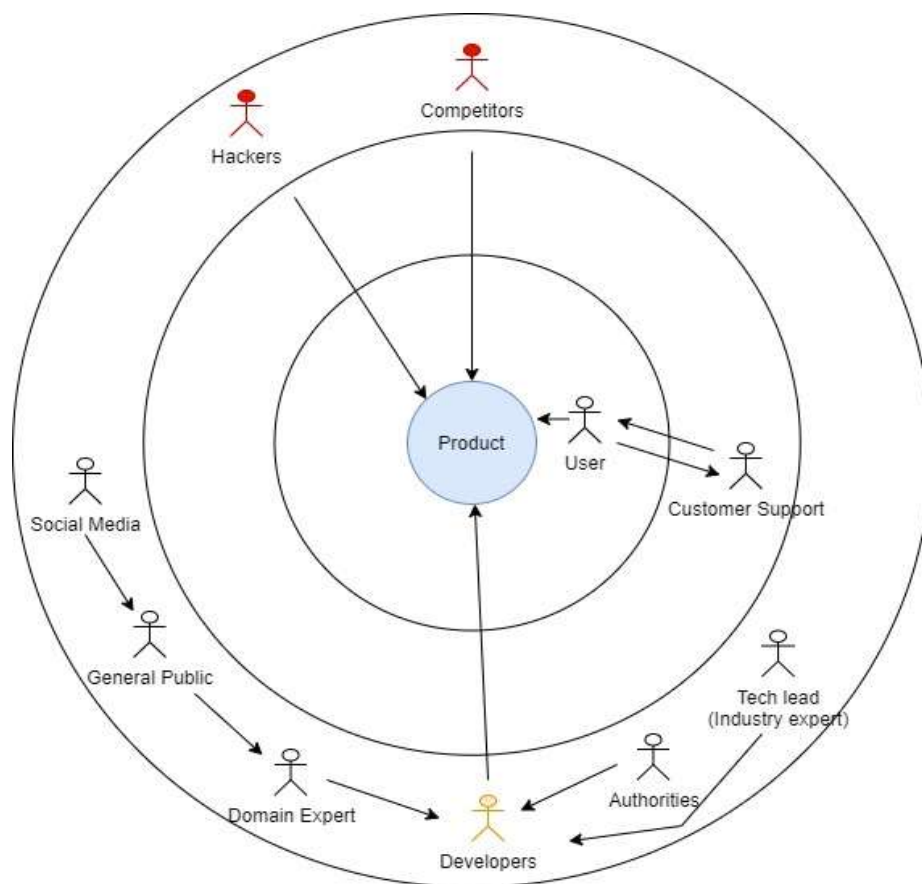 Competitors
Hackers
Product
User
Customer Support
Social Media
General Public
Tech lead
(Industry expert)
Domain Expert
Authorities
Developers